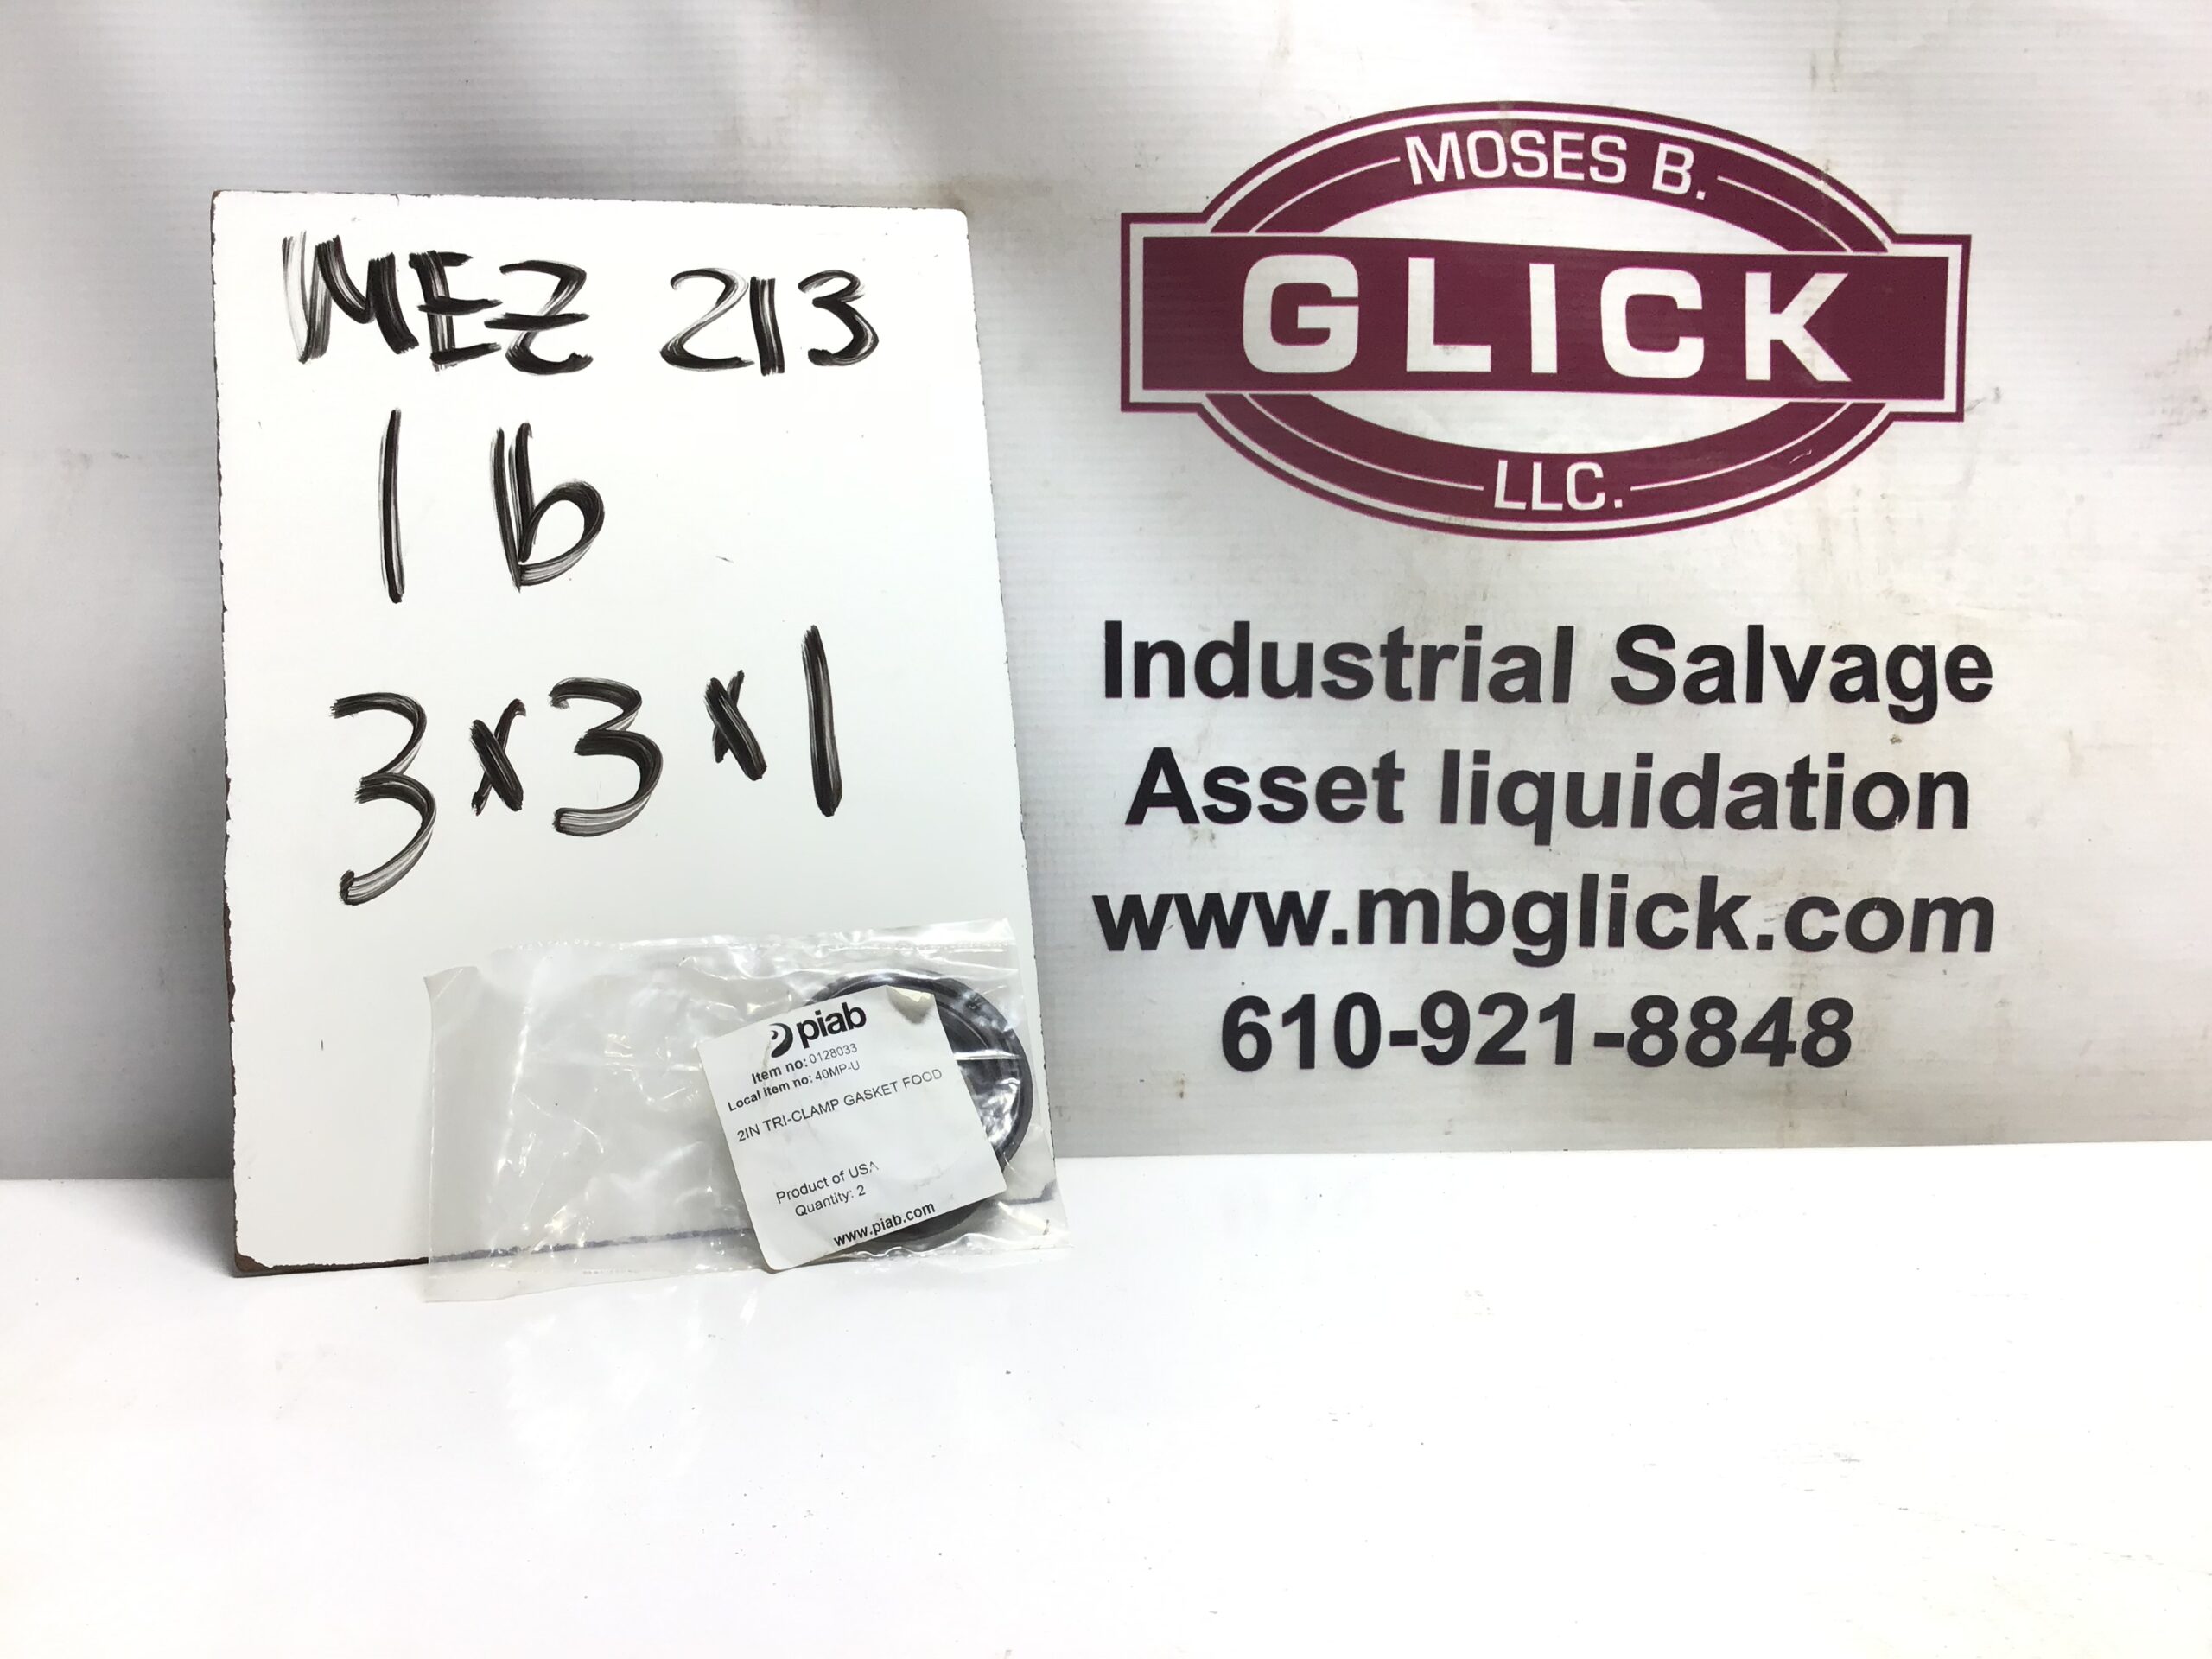 MEZ 213
1 lb
3x3x1
piab
Item no: 0128033
Local item no: 40MP-U
2IN TRI-CLAMP GASKET FOOD
Product of USA
Quantity: 2
www.piab.com
MOSES B.
GLICK
LLC.
Industrial Salvage
Asset liquidation
www.mbglick.com
610-921-8848